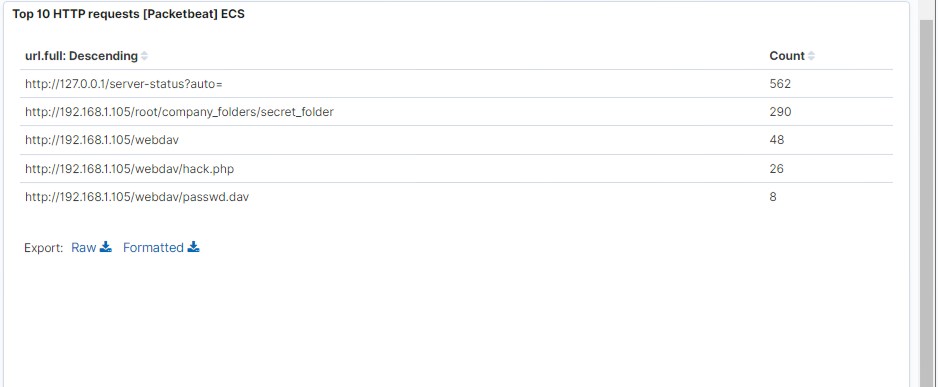 Top 10 HTTP requests [Packetbeat] ECS
url.full: Descending Count
http://127.0.0.1/server-status?auto= 562
http://192.168.1.105/root/company_folders/secret_folder 290
http://192.168.1.105/webdav 48
http://192.168.1.105/webdav/hack.php 26
http://192.168.1.105/webdav/passwd.dav 8
Export: Raw Formatted